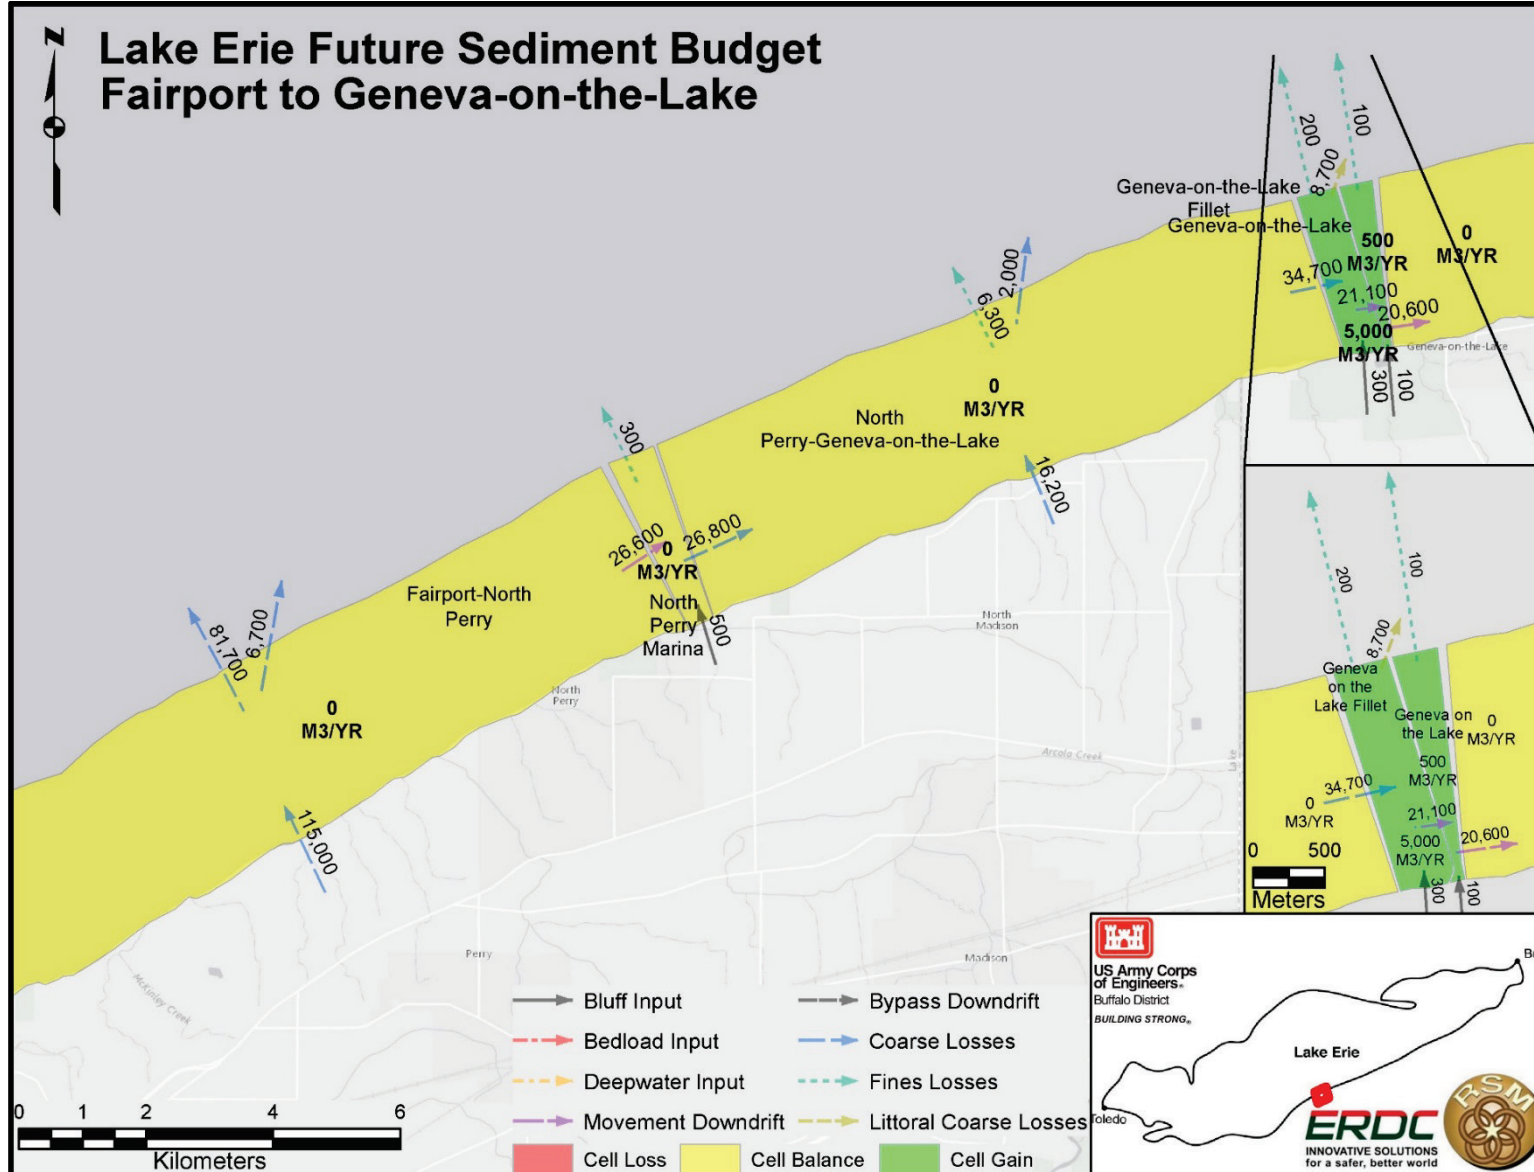 Z
Lake Erie Future Sediment Budget
Fairport to Geneva-on-the-Lake
200
100
8,700
Geneva-on-the-Lake
Fillet
Geneva-on-the-Lake
500
M3/YR
0
M3/YR
34,700
21,100
20,600
5,000
M3/YR
Geneva-on-the-Lake
300
100
2,000
6,300
0
M3/YR
North
Perry-Geneva-on-the-Lake
16,200
300
26,600
26,800
0
M3/YR
Fairport-North
Perry
North
Perry
Marina
500
North
Madison
81,700
6,700
0
M3/YR
North
Perry
115,000
Arcola Creek
Lake
McKinley Creek
Perry
Madison
200
100
8,700
Geneva
on the
Lake Fillet
Geneva on
the Lake
0
M3/YR
500
M3/YR
34,700
0
M3/YR
21,100
5,000
M3/YR
20,600
300
100
0 500
Meters
Bluff Input
Bypass Downdrift
Bedload Input
Coarse Losses
Deepwater Input
Fines Losses
Movement Downdrift
Littoral Coarse Losses
Cell Loss
Cell Balance
Cell Gain
0 1 2 4 6
Kilometers
US Army Corps
of Engineers®
Buffalo District
BUILDING STRONG®
Lake Erie
Toledo
Bu
ERDC
INNOVATIVE SOLUTIONS
for a safer, better world
RSM